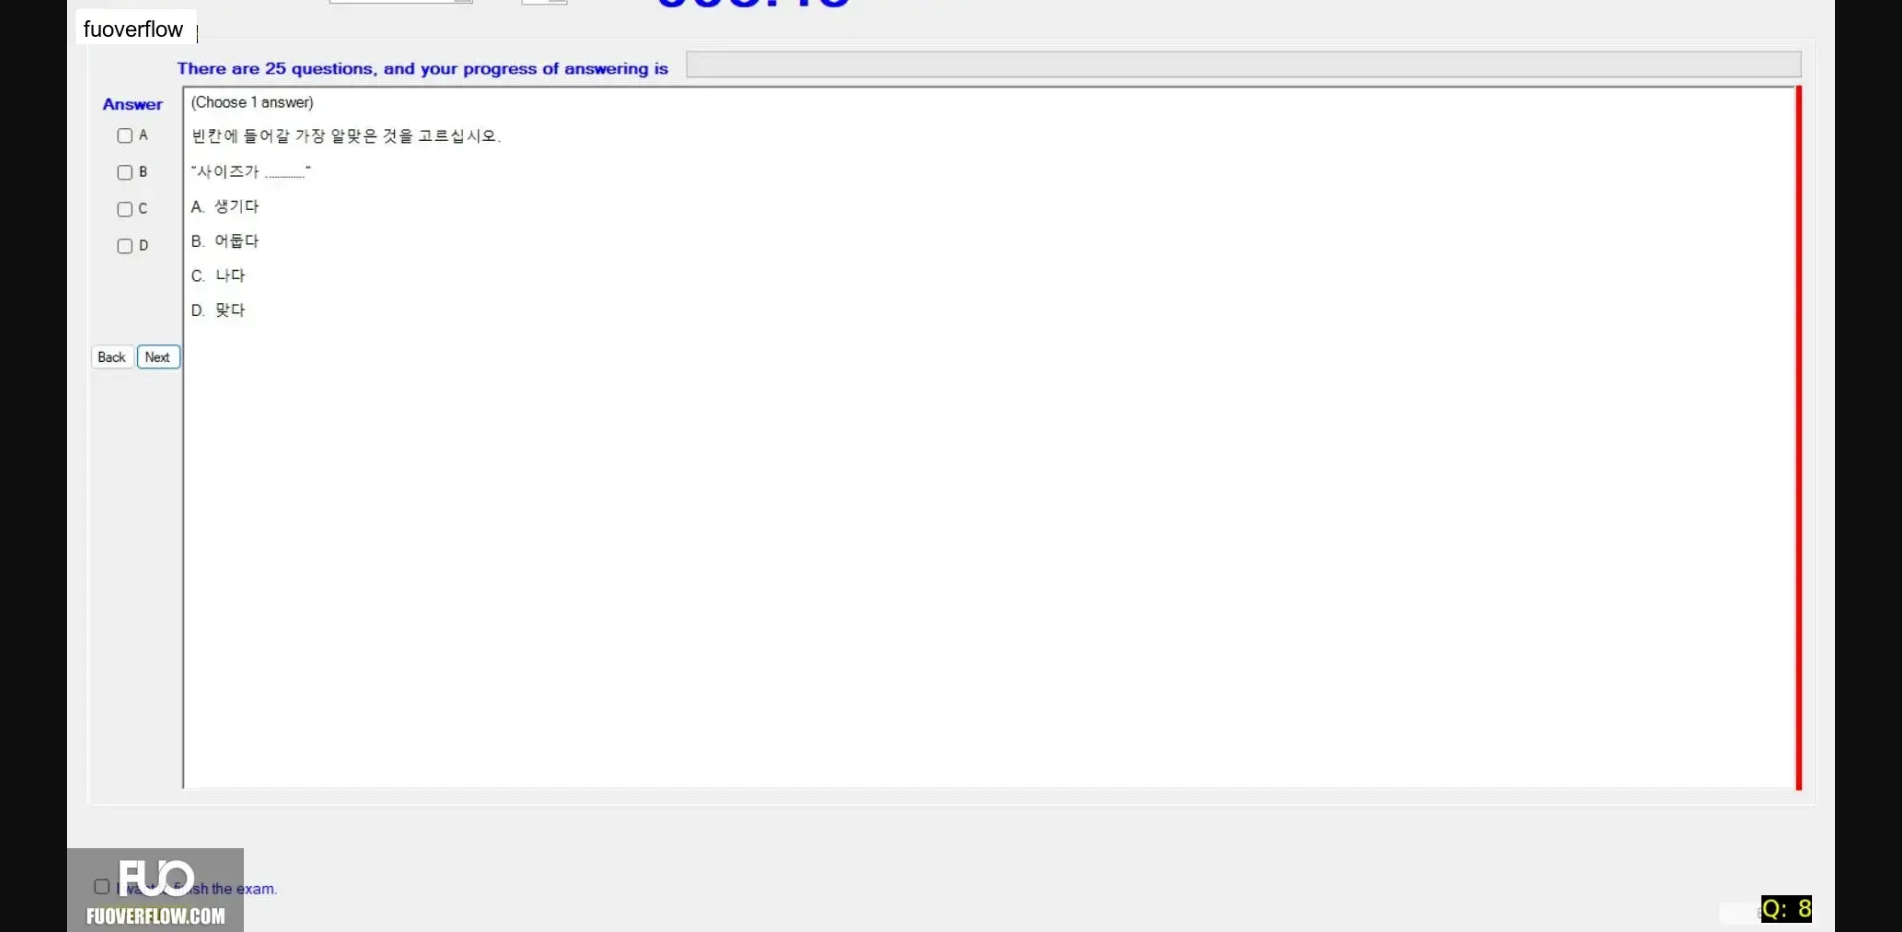 fuoverflow
There are 25 questions, and your progress of answering is
Answer
(Choose 1 answer)
A
빈칸에 들어갈 가장 알맞은 것을 고르십시오.
B
"사이즈가 ............"
C
A. 생기다
D
B. 어둡다
C. 나다
D. 맞다
Back
Next
FUO
sh the exam.
FUOVERFLOW.COM
Q: 8